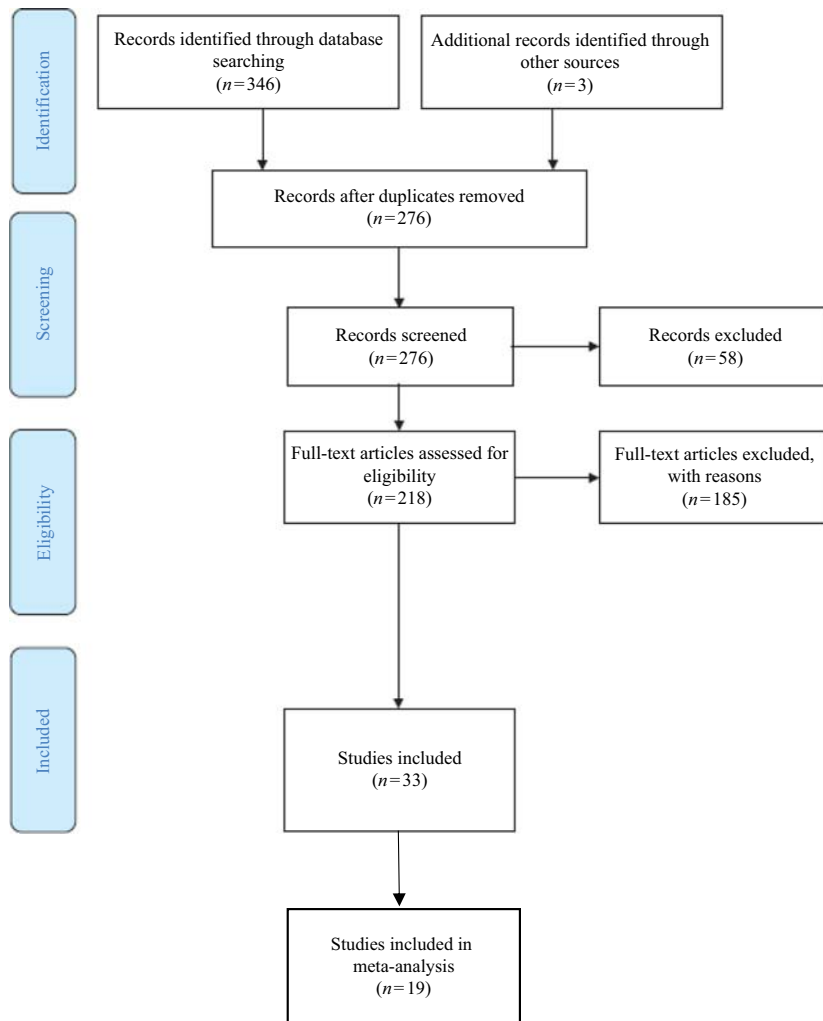 Identification
Records identified through database
searching
(n=346)
Additional records identified through
other sources
(n=3)
Records after duplicates removed
(n=276)
Screening
Records screened
(n=276)
Records excluded
(n=58)
Eligibility
Full-text articles assessed for
eligibility
(n=218)
Full-text articles excluded,
with reasons
(n=185)
Included
Studies included
(n=33)
Studies included in
meta-analysis
(n=19)